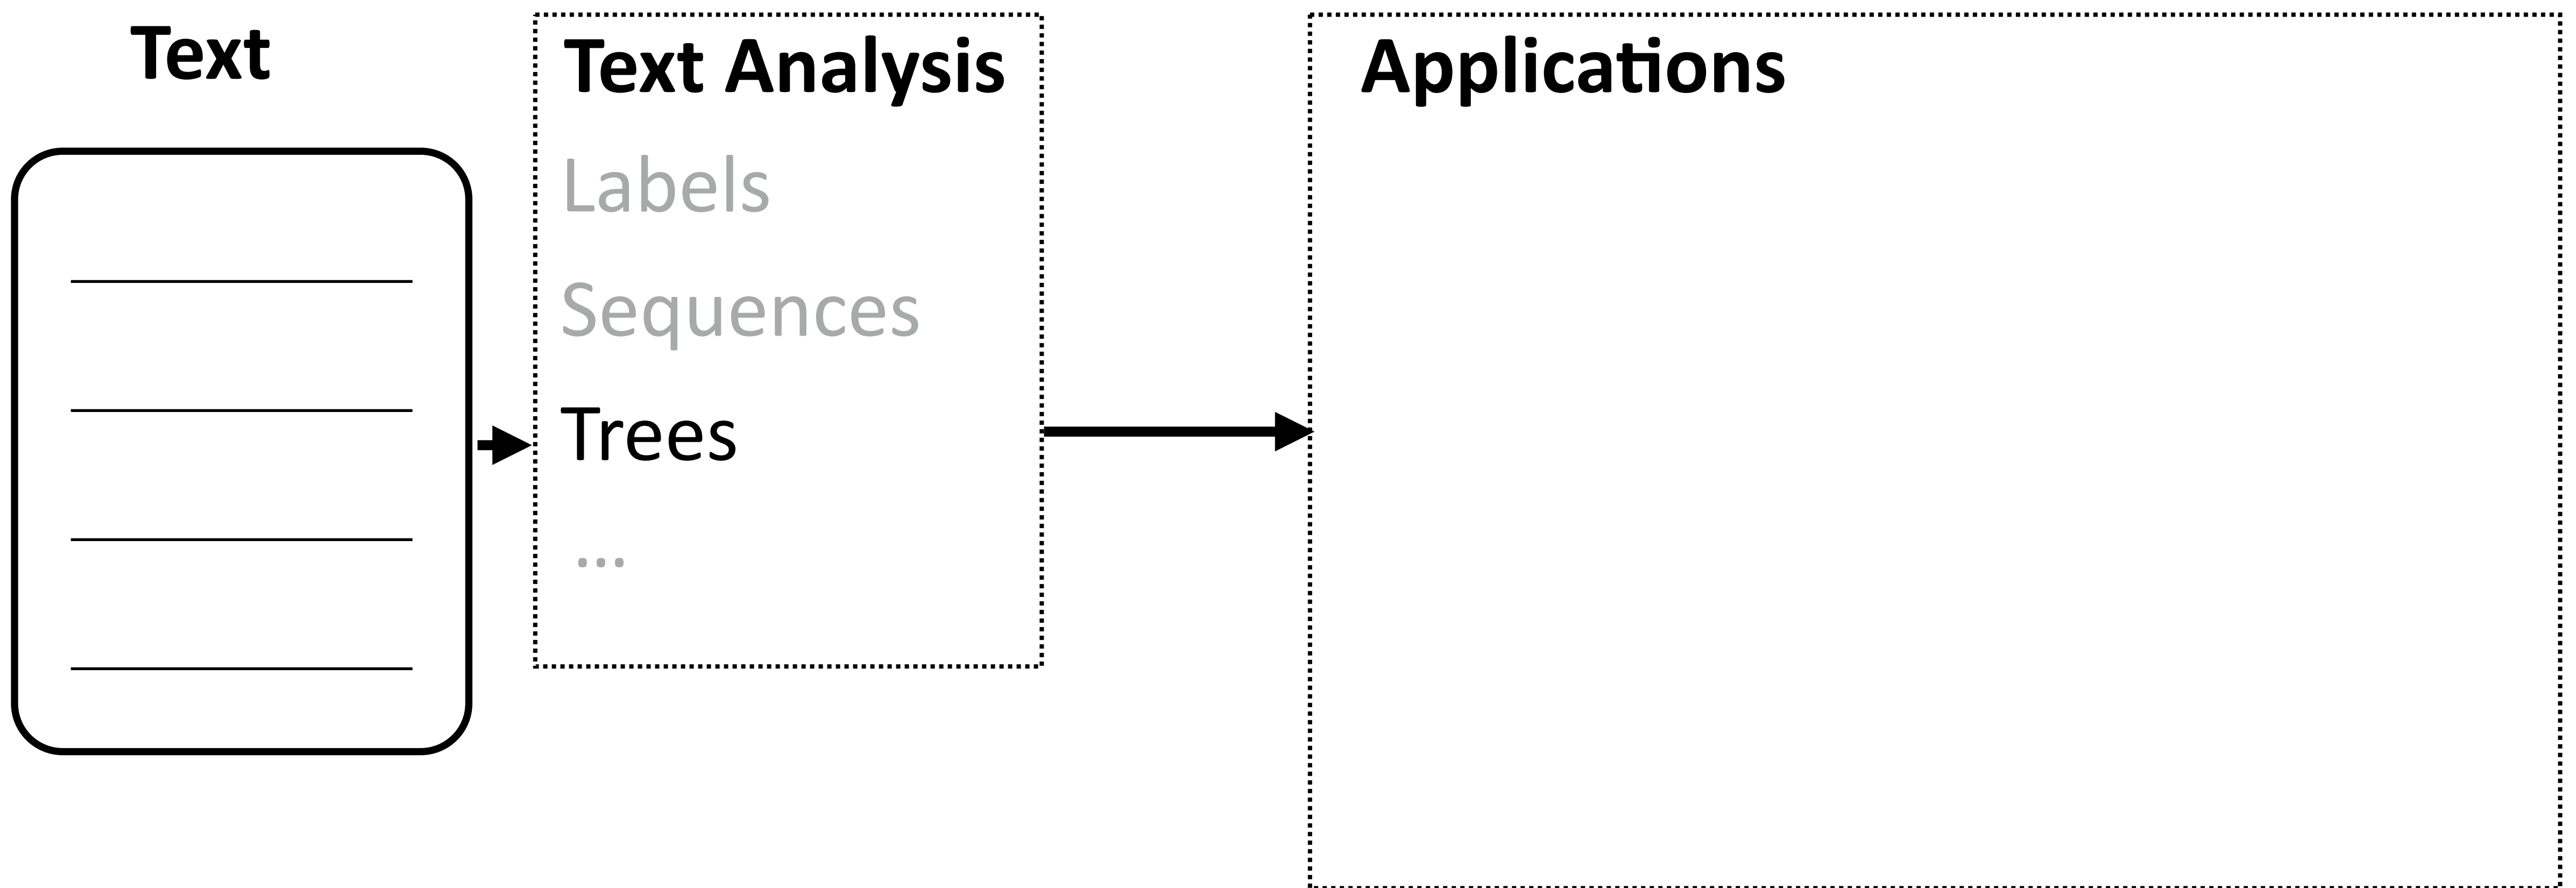 Text
Text Analysis
Labels
Sequences
Trees
...
Applications